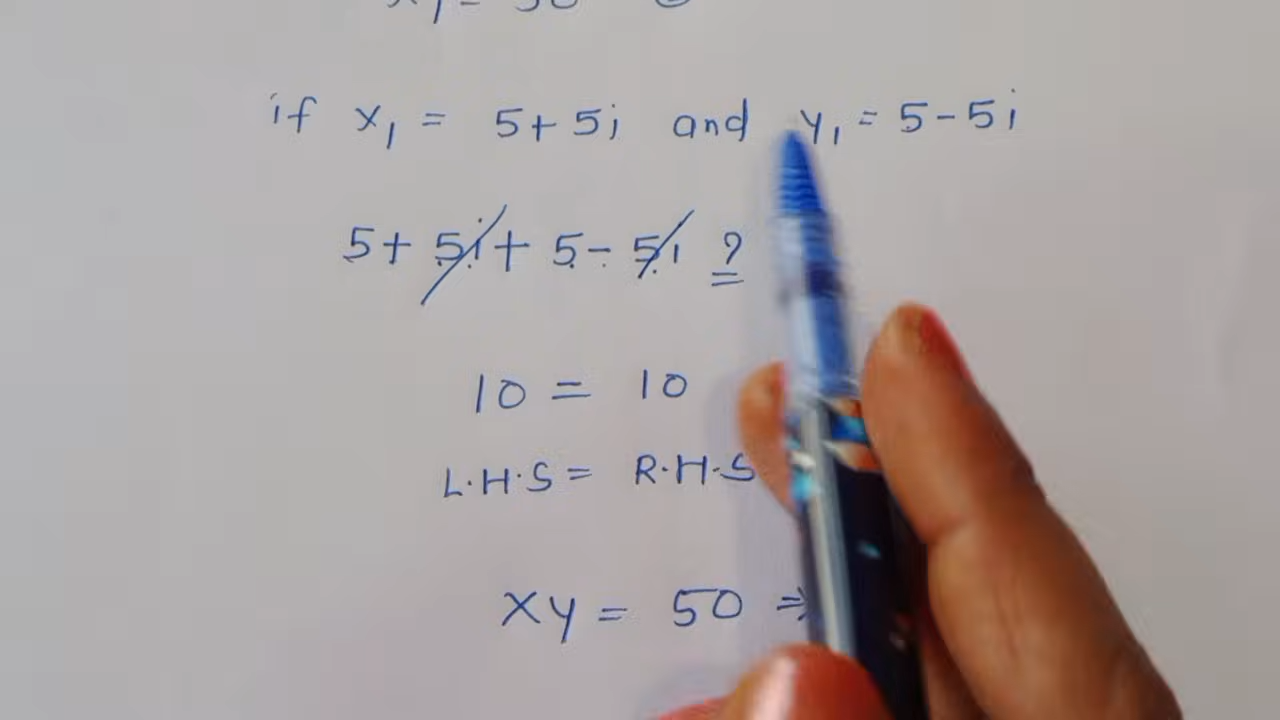 if x₁ = 5+5i and y₁ = 5-5i
5+ 5i + 5- 5i ?
10 = 10
L.H.S = R.H.S
xy = 50 ⇒